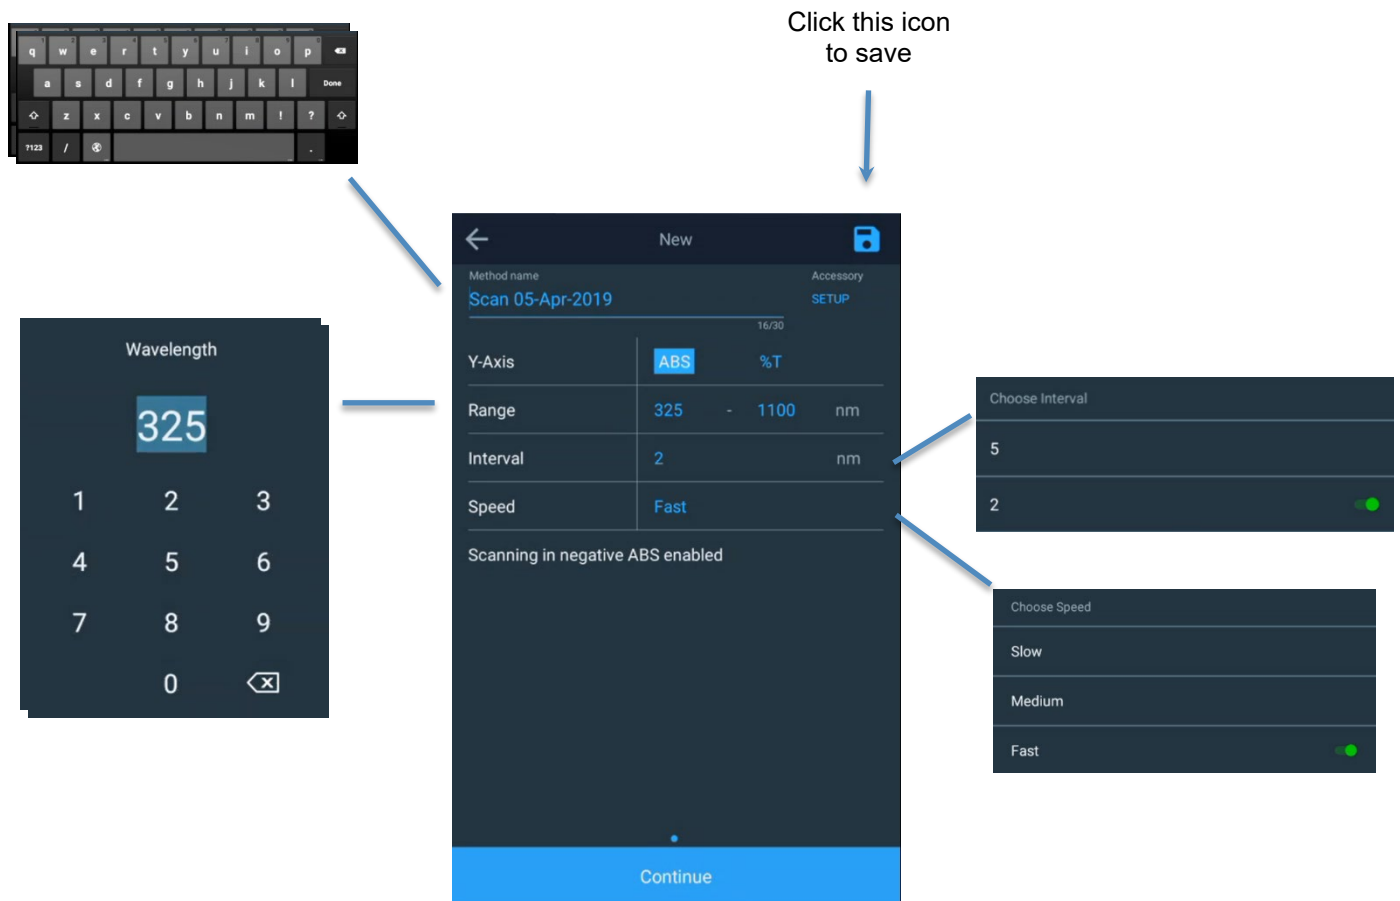 Click this icon
to save
q w e r t y u i o p
a s d f g h j k l Done
z x c v b n m ! ?
?123 / .
New
Method name Accessory
Scan 05-Apr-2019 SETUP
16/30
Y-Axis ABS %T
Range 325 - 1100 nm
Interval 2 nm
Speed Fast
Scanning in negative ABS enabled
Continue
Wavelength
325
1 2 3
4 5 6
7 8 9
0
Choose Interval
5
2
Choose Speed
Slow
Medium
Fast